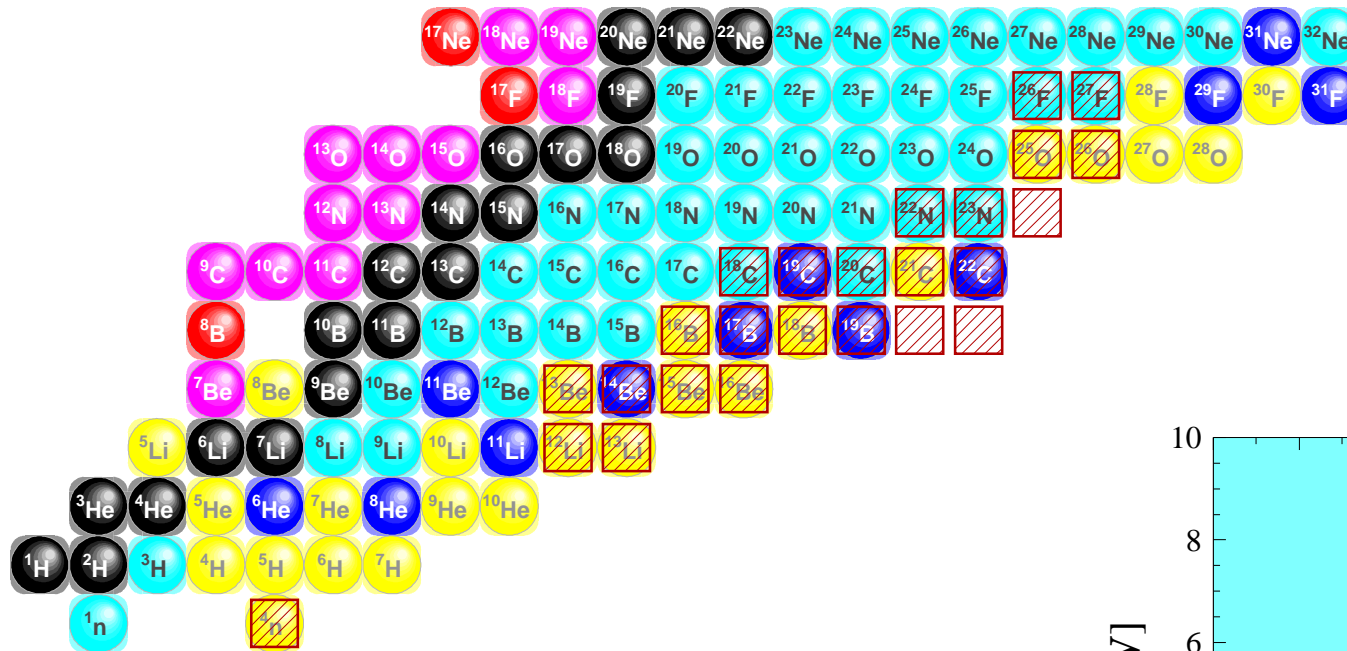 17Ne 18Ne 19Ne 20Ne 21Ne 22Ne 23Ne 24Ne 25Ne 26Ne 27Ne 28Ne 29Ne 30Ne 31Ne 32Ne
17F 18F 19F 20F 21F 22F 23F 24F 25F 26F 27F 28F 29F 30F 31F
13O 14O 15O 16O 17O 18O 19O 20O 21O 22O 23O 24O 25O 26O 27O 28O
12N 13N 14N 15N 16N 17N 18N 19N 20N 21N 22N 23N
9C 10C 11C 12C 13C 14C 15C 16C 17C 18C 19C 20C 21C 22C
8B 10B 11B 12B 13B 14B 15B 16B 17B 18B 19B
7Be 8Be 9Be 10Be 11Be 12Be 13Be 14Be 15Be 16Be
5Li 6Li 7Li 8Li 9Li 10Li 11Li 12Li 13Li
10
3He 4He 5He 6He 7He 8He 9He 10He
8
1H 2H 3H 4H 5H 6H 7H
1n 4n
6
V]